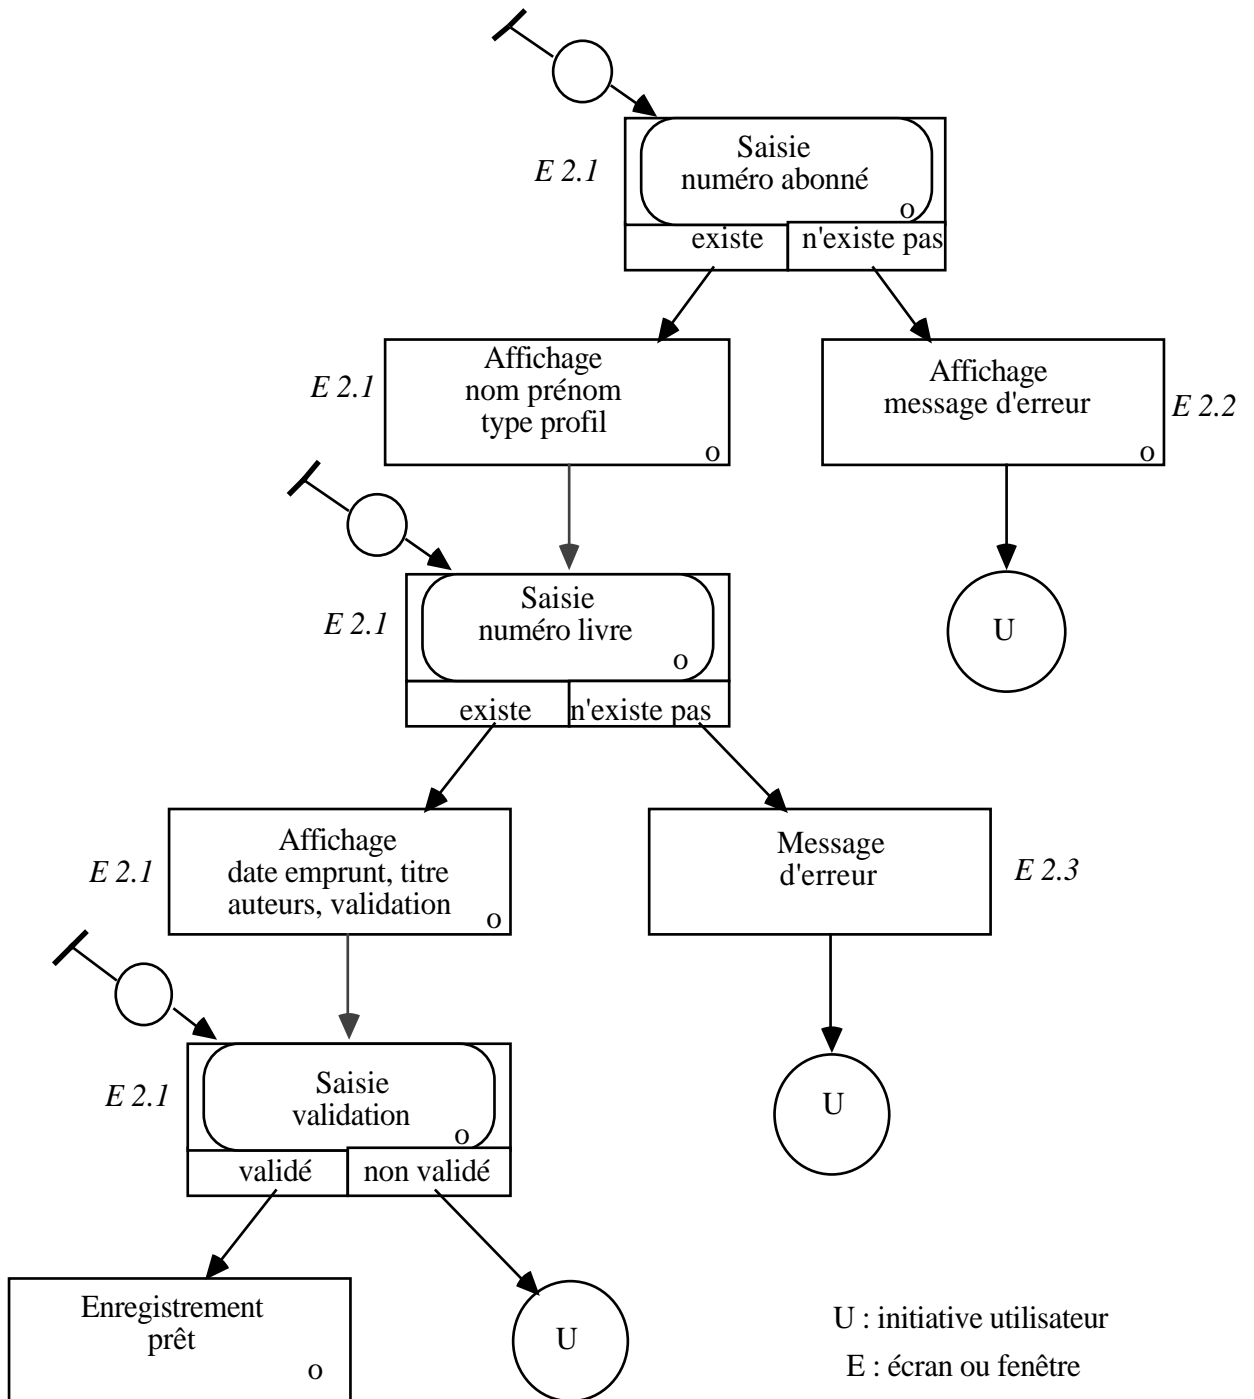 Saisie
numéro abonné
E 2.1
o
existe
n'existe pas
Affichage
nom prénom
type profil
o
E 2.1
Affichage
message d'erreur
o
E 2.2
Saisie
numéro livre
o
E 2.1
existe
n'existe pas
U
Affichage
date emprunt, titre
auteurs, validation
o
E 2.1
Message
d'erreur
E 2.3
Saisie
validation
o
E 2.1
validé
non validé
U
Enregistrement
prêt
o
U
U : initiative utilisateur
E : écran ou fenêtre